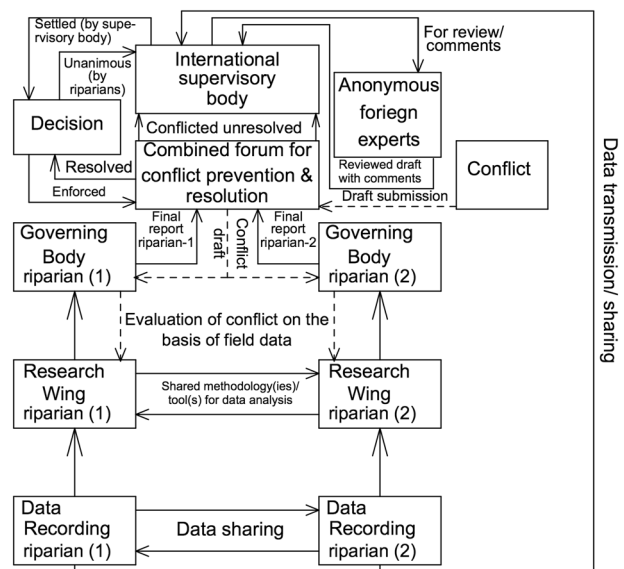 Settled (by supe-
rvisory body)
Unanimous
(by
riparians)
International
supervisory
body
For review/
comments
Anonymous
foriegn
experts
Decision
Conflicted unresolved
Resolved
Enforced
Combined forum for
conflict prevention &
resolution
Reviewed draft
with comments
Conflict
Draft submission
Final
report
riparian-1
Conflict
draft
Final
report
riparian-2
Governing
Body
riparian (1)
Governing
Body
riparian (2)
Evaluation of conflict on the
basis of field data
Research
Wing
riparian (1)
Shared methodology(ies)/
tool(s) for data analysis
Research
Wing
riparian (2)
Data
Recording
riparian (1)
Data sharing
Data
Recording
riparian (2)
Data transmission/ sharing